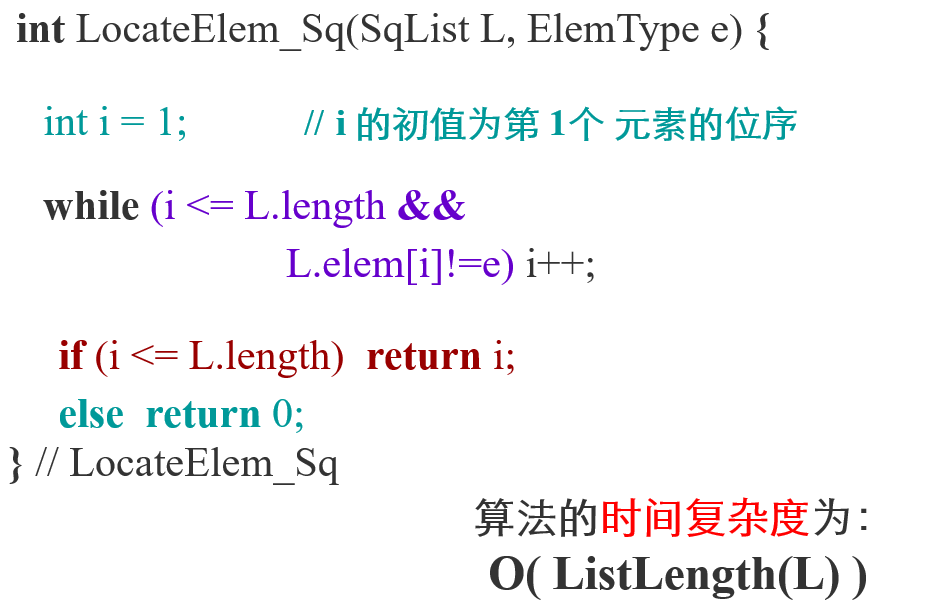 int LocateElem_Sq(SqList L, ElemType e) {
int i = 1; // i 的初值为第 1个 元素的位序
while (i <= L.length &&
L.elem[i]!=e) i++;
if (i <= L.length) return i;
else return 0;
} // LocateElem_Sq
算法的时间复杂度为：
O( ListLength(L) )